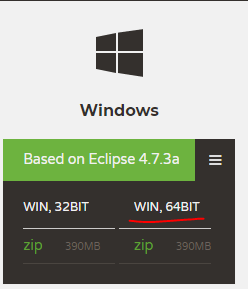 Windows
Based on Eclipse 4.7.3a
WIN, 32BIT WIN, 64BIT
zip 390MB zip 390MB